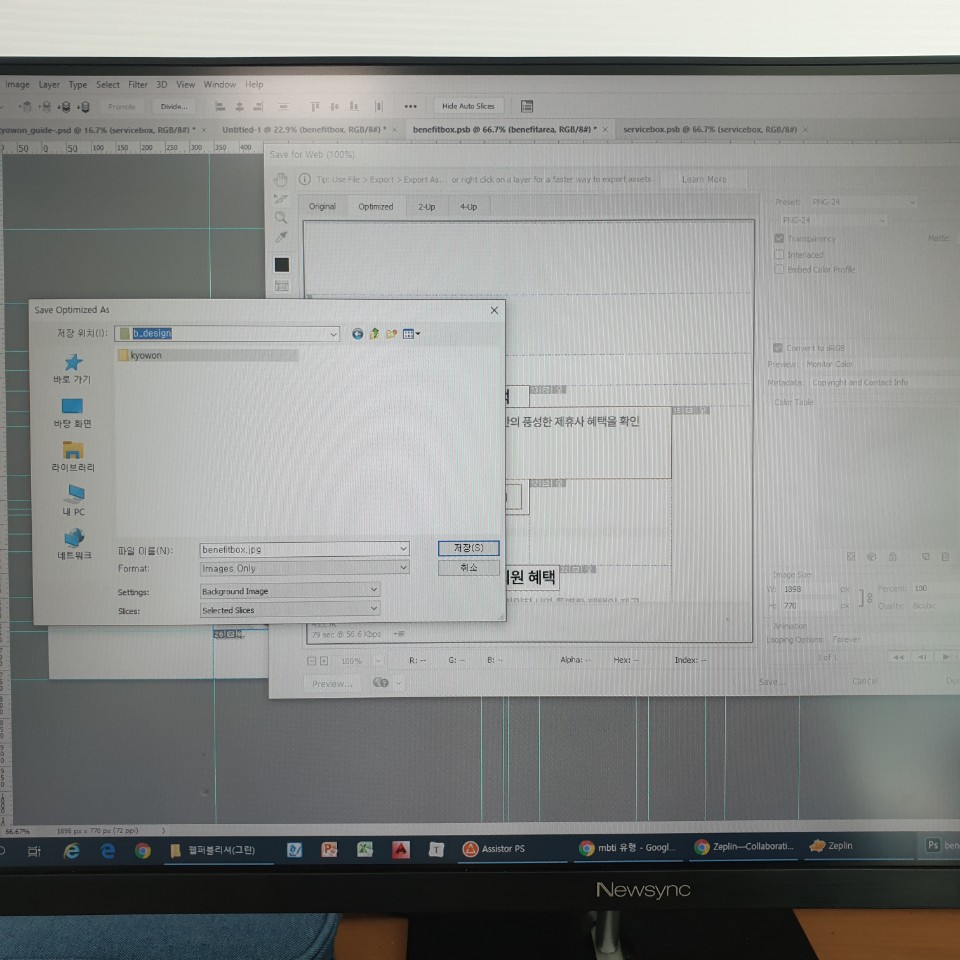 Image Layer Type Select Filter 3D View Window Help
Promote Divide... Hide Auto Slices
yowon_guide-.psd @ 16.7% (servicebox, RGB/8#) * × Untitled-1 @ 22.9% (benefitbox, RGB/8#) * × benefitbox.psb @ 66.7% (benefitarea, RGB/8#) * × servicebox.psb @ 66.7% (servicebox, RGB/8#) ×
50 0 50 100 150 200 250 300 350 400
Save for Web (100%)
Tip: Use File > Export > Export As... or right click on a layer for a faster way to export assets Learn More
Original Optimized 2-Up 4-Up
Preset: PNG-24
PNG-24
Transparency Matte:
Interlaced
Embed Color Profile
Save Optimized As
저장 위치(I): b_design
kyowon
바로 가기
바탕 화면
라이브러리
내 PC
네트워크
파일 이름(N): benefitbox.jpg 저장(S)
Format: Images Only 취소
Settings: Background Image
Slices: Selected Slices
Convert to sRGB
Preview: Monitor Color
Metadata: Copyright and Contact Info
Color Table
의 풍성한 제휴사 혜택을 확인
원 혜택
Image Size
W: 1898 px Percent: 100
H: 770 px Quality: Bicubic
Animation
Looping Options: Forever
1 of 1
79 sec @ 56.6 Kbps
100% R: -- G: -- B: -- Alpha: -- Hex: -- Index: --
Preview... Save... Cancel
66.67% 1898 px x 770 px (72 ppi)
웰퍼블리셔(그린) Assistor PS mbti 유형 - Googl... Zeplin—Collaborati... Zeplin Ps ben
Newsync